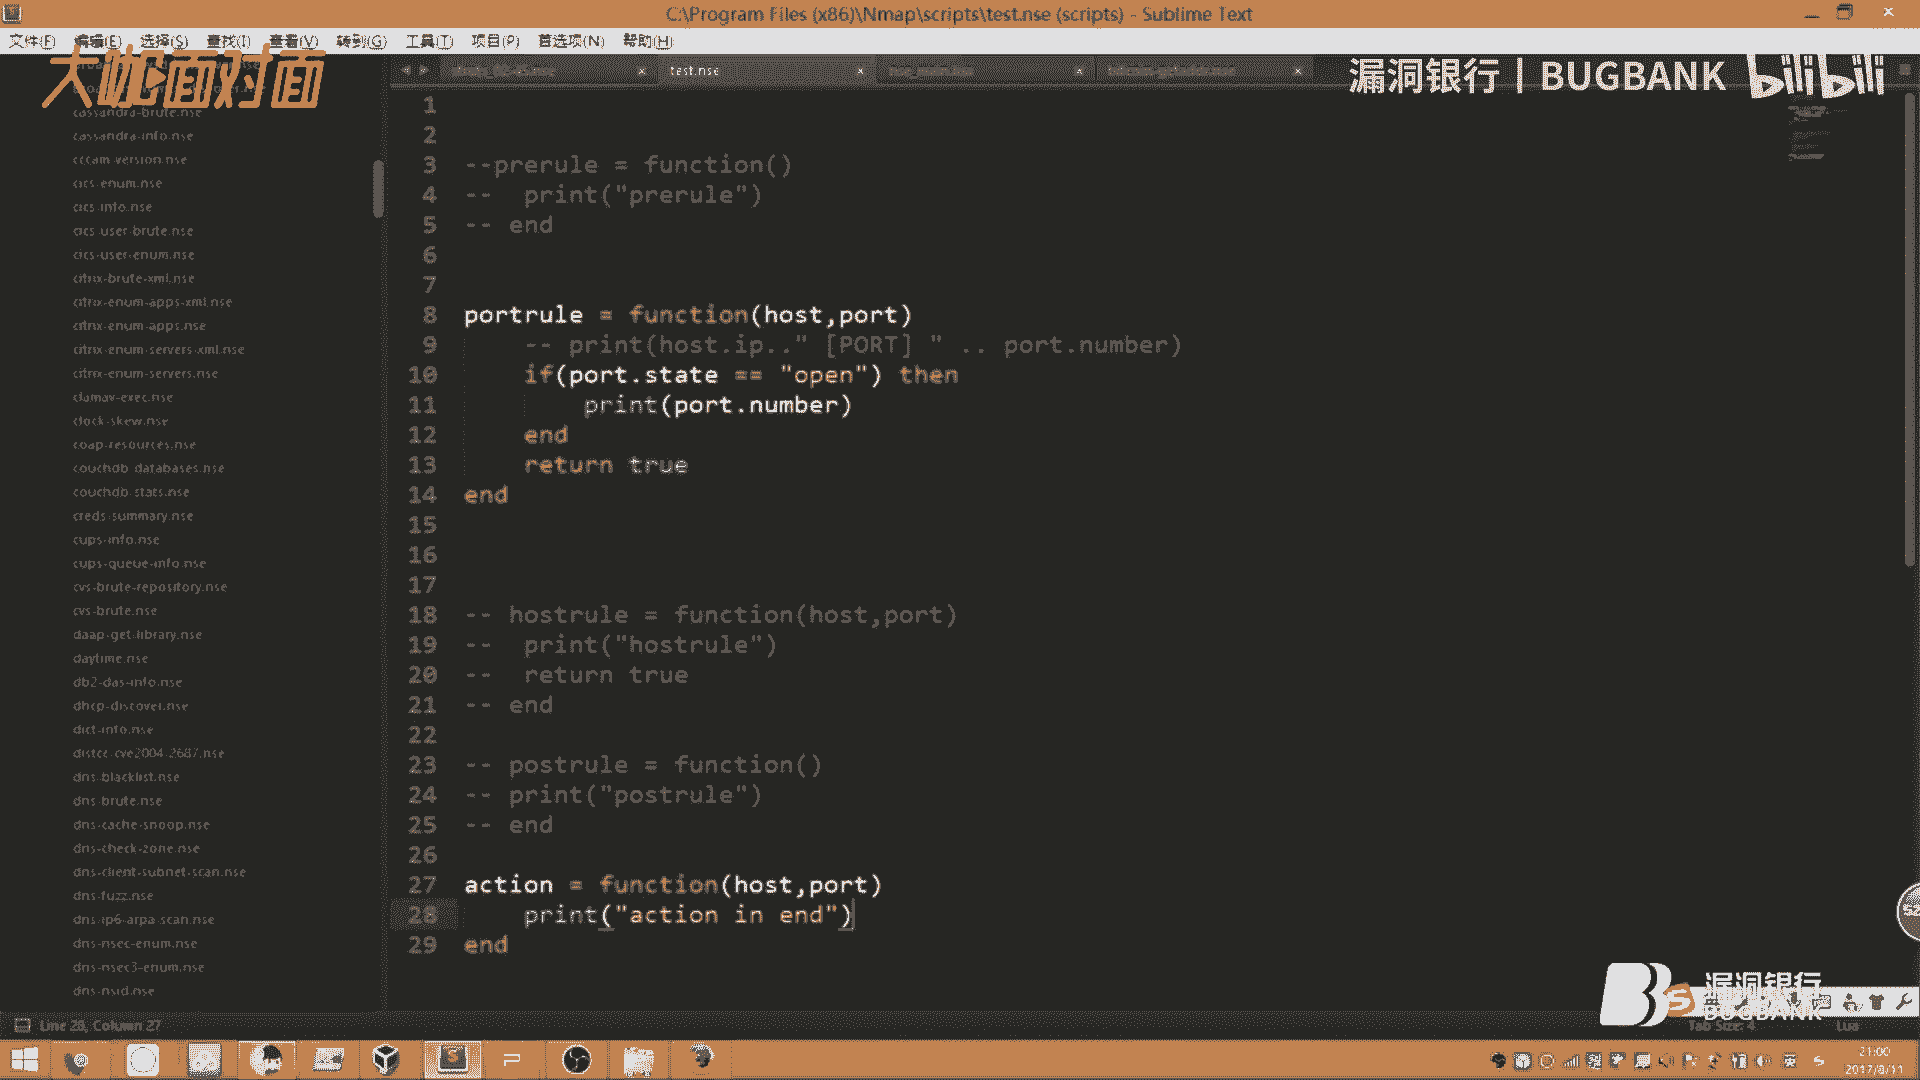 C:\Program Files (x86)\Nmap\scripts\test.nse (scripts) - Sublime Text
文件(F) 编辑(E) 选择(S) 查找(I) 查看(V) 转到(G) 工具(T) 项目(P) 首选项(N) 帮助(H)
大咖面对面
漏洞银行 | BUGBANK bilibili
test.nse
cassandra-brute.nse
cassandra-info.nse
cccam-version.nse
cics-enum.nse
cics-info.nse
cics-user-brute.nse
cics-user-enum.nse
citrix-brute-xml.nse
citrix-enum-apps-xml.nse
citrix-enum-apps.nse
citrix-enum-servers-xml.nse
citrix-enum-servers.nse
clamav-exec.nse
clock-skew.nse
coap-resources.nse
couchdb-databases.nse
couchdb-stats.nse
creds-summary.nse
cups-info.nse
cups-queue-info.nse
cvs-brute-repository.nse
cvs-brute.nse
daap-get-library.nse
daytime.nse
db2-das-info.nse
dhcp-discover.nse
dict-info.nse
distcc-cve2004-2687.nse
dns-blacklist.nse
dns-brute.nse
dns-cache-snoop.nse
dns-check-zone.nse
dns-client-subnet-scan.nse
dns-fuzz.nse
dns-ip6-arpa-scan.nse
dns-nsec-enum.nse
dns-nsec3-enum.nse
dns-nsid.nse
1
2
3 --prerule = function()
4 --  print("prerule")
5 -- end
6
7
8 portrule = function(host,port)
9     -- print(host.ip.." [PORT] " .. port.number)
10     if(port.state == "open") then
11         print(port.number)
12     end
13     return true
14 end
15
16
17
18 -- hostrule = function(host,port)
19 --  print("hostrule")
20 --  return true
21 -- end
22
23 -- postrule = function()
24 -- print("postrule")
25 -- end
26
27 action = function(host,port)
28     print("action in end")
29 end
漏洞银行
BUGBANK
Line 28, Column 27
Tab Size: 4
Lua
21:00
2017/8/11